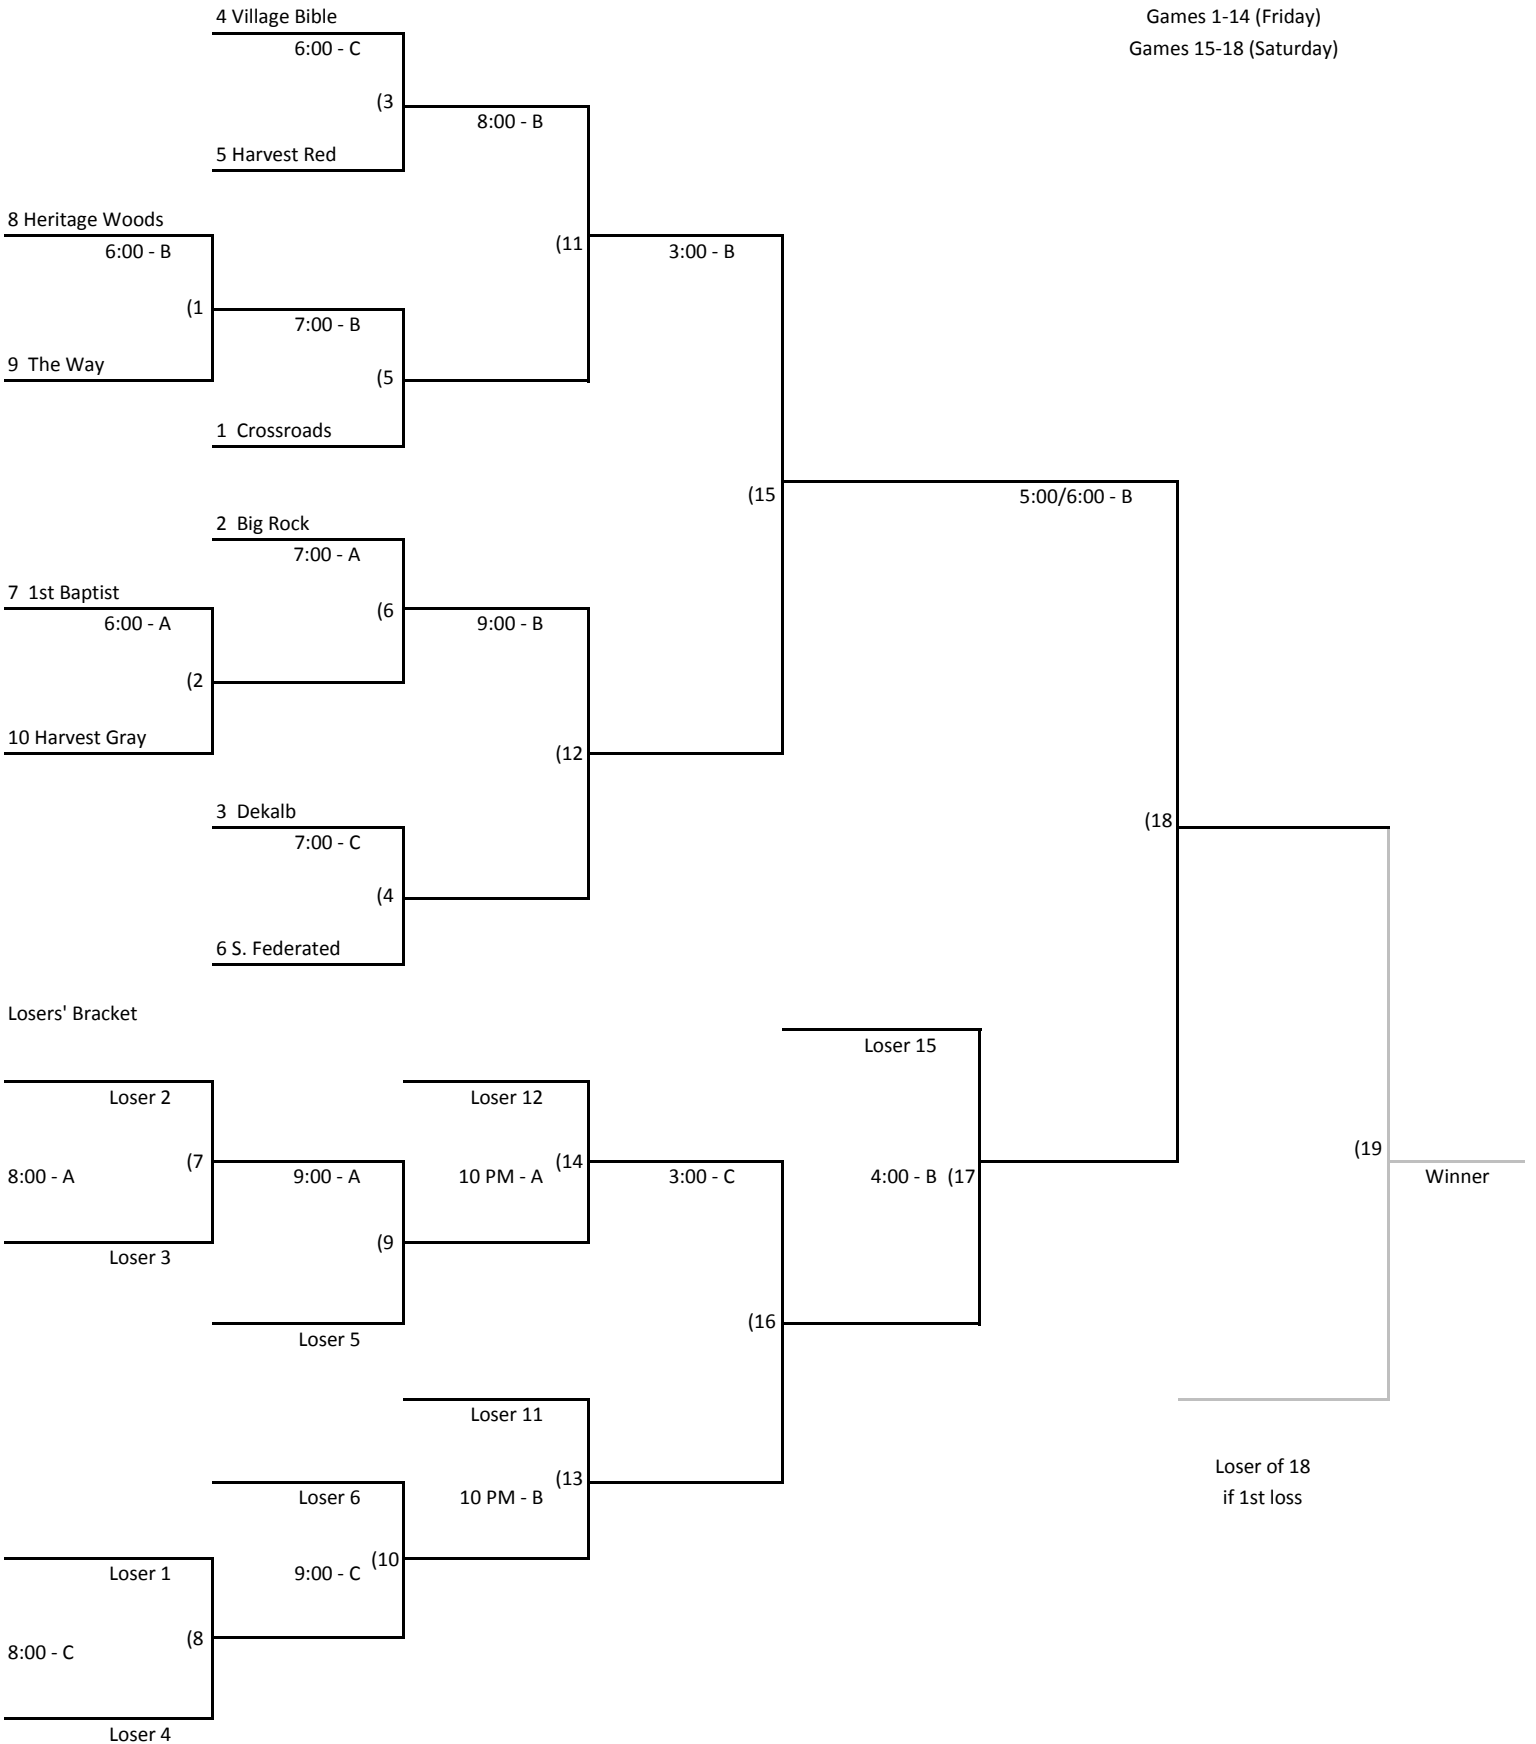 4 Village Bible
Games 1-14 (Friday)
6:00 - C
Games 15-18 (Saturday)
(3
8:00 - B
5 Harvest Red
8 Heritage Woods
6:00 - B
(11
3:00 - B
(1
7:00 - B
9  The Way
(5
1  Crossroads
(15
5:00/6:00 - B
2  Big Rock
7:00 - A
7  1st Baptist
(6
6:00 - A
9:00 - B
(2
10 Harvest Gray
(12
3  Dekalb
(18
7:00 - C
(4
6 S. Federated
Losers' Bracket
Loser 15
Loser 2
Loser 12
(19
(7
(14
8:00 - A
9:00 - A
10 PM - A
3:00 - C
4:00 - B (17
Winner
(9
Loser 3
(16
Loser 5
Loser 11
Loser of 18
(13
Loser 6
10 PM - B
if 1st loss
(10
Loser 1
9:00 - C
(8
8:00 - C
Loser 4